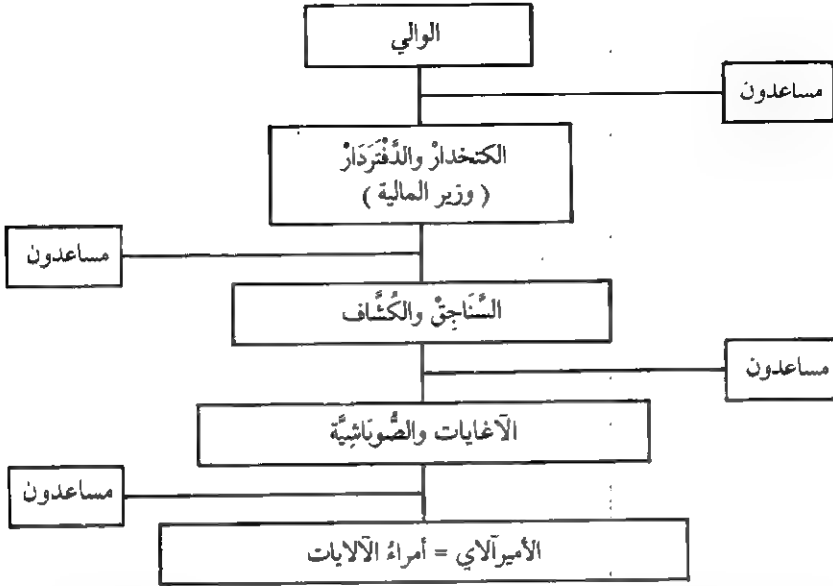 الوالي
مساعدون
الكتخدارْ والدَّفْتَرَدَارْ
( وزير المالية )
مساعدون
السَّنَاجِقْ والكُشَّاف
مساعدون
الآغايات والصُّوبَاشِيَّة
مساعدون
الأميرآلاي = أمراءُ الآلايات